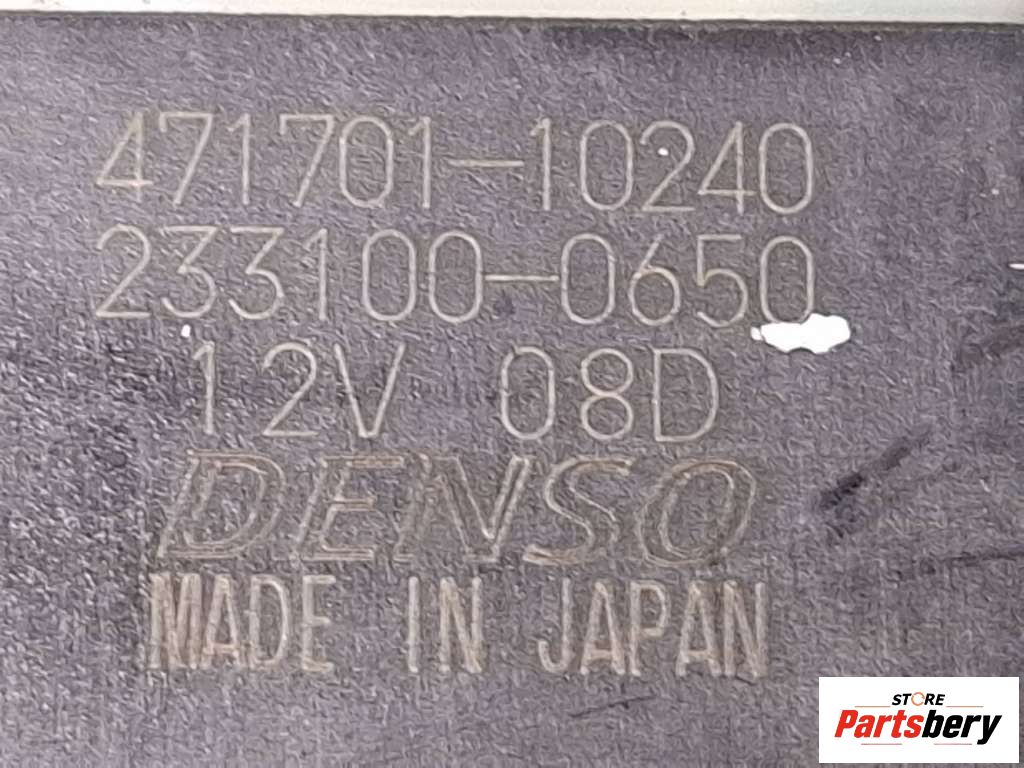 471701-10240
233100-0650
12V 08D
DENSO
MADE IN JAPAN
STORE
Partsbery